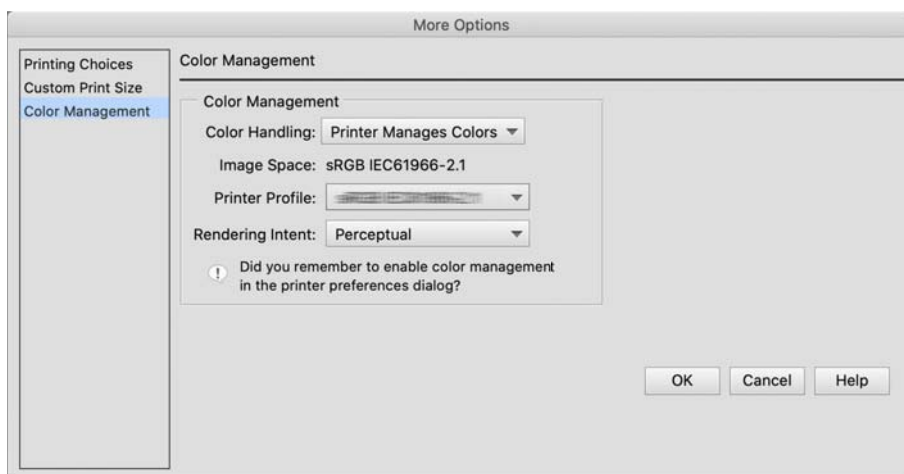 More Options
Printing Choices
Custom Print Size
Color Management
Color Management
Color Management
Color Handling: Printer Manages Colors
Image Space: sRGB IEC61966-2.1
Printer Profile:
Rendering Intent: Perceptual
! Did you remember to enable color management
in the printer preferences dialog?
OK Cancel Help